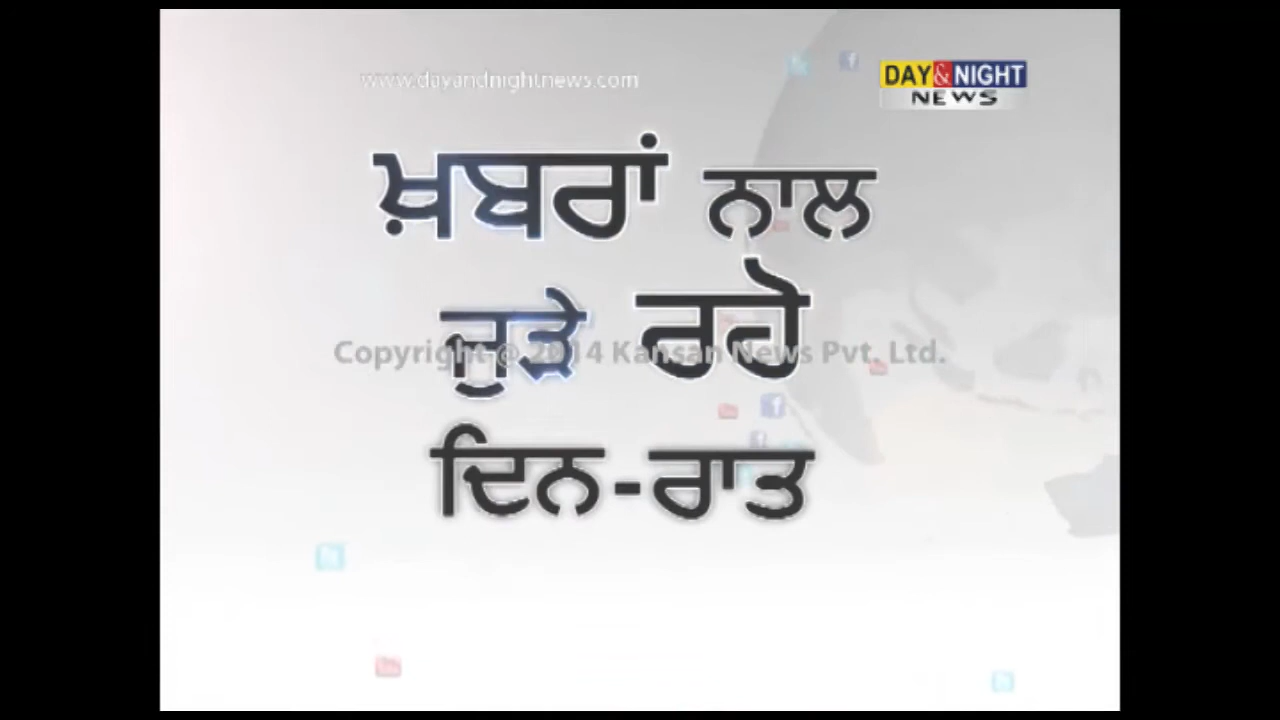 www.dayandnightnews.com
DAY&NIGHT
NEWS
ਖ਼ਬਰਾਂ ਨਾਲ
ਜੁੜੇ ਰਹੋ
Copyright @ 2014 Kansan News Pvt. Ltd.
ਦਿਨ-ਰਾਤ